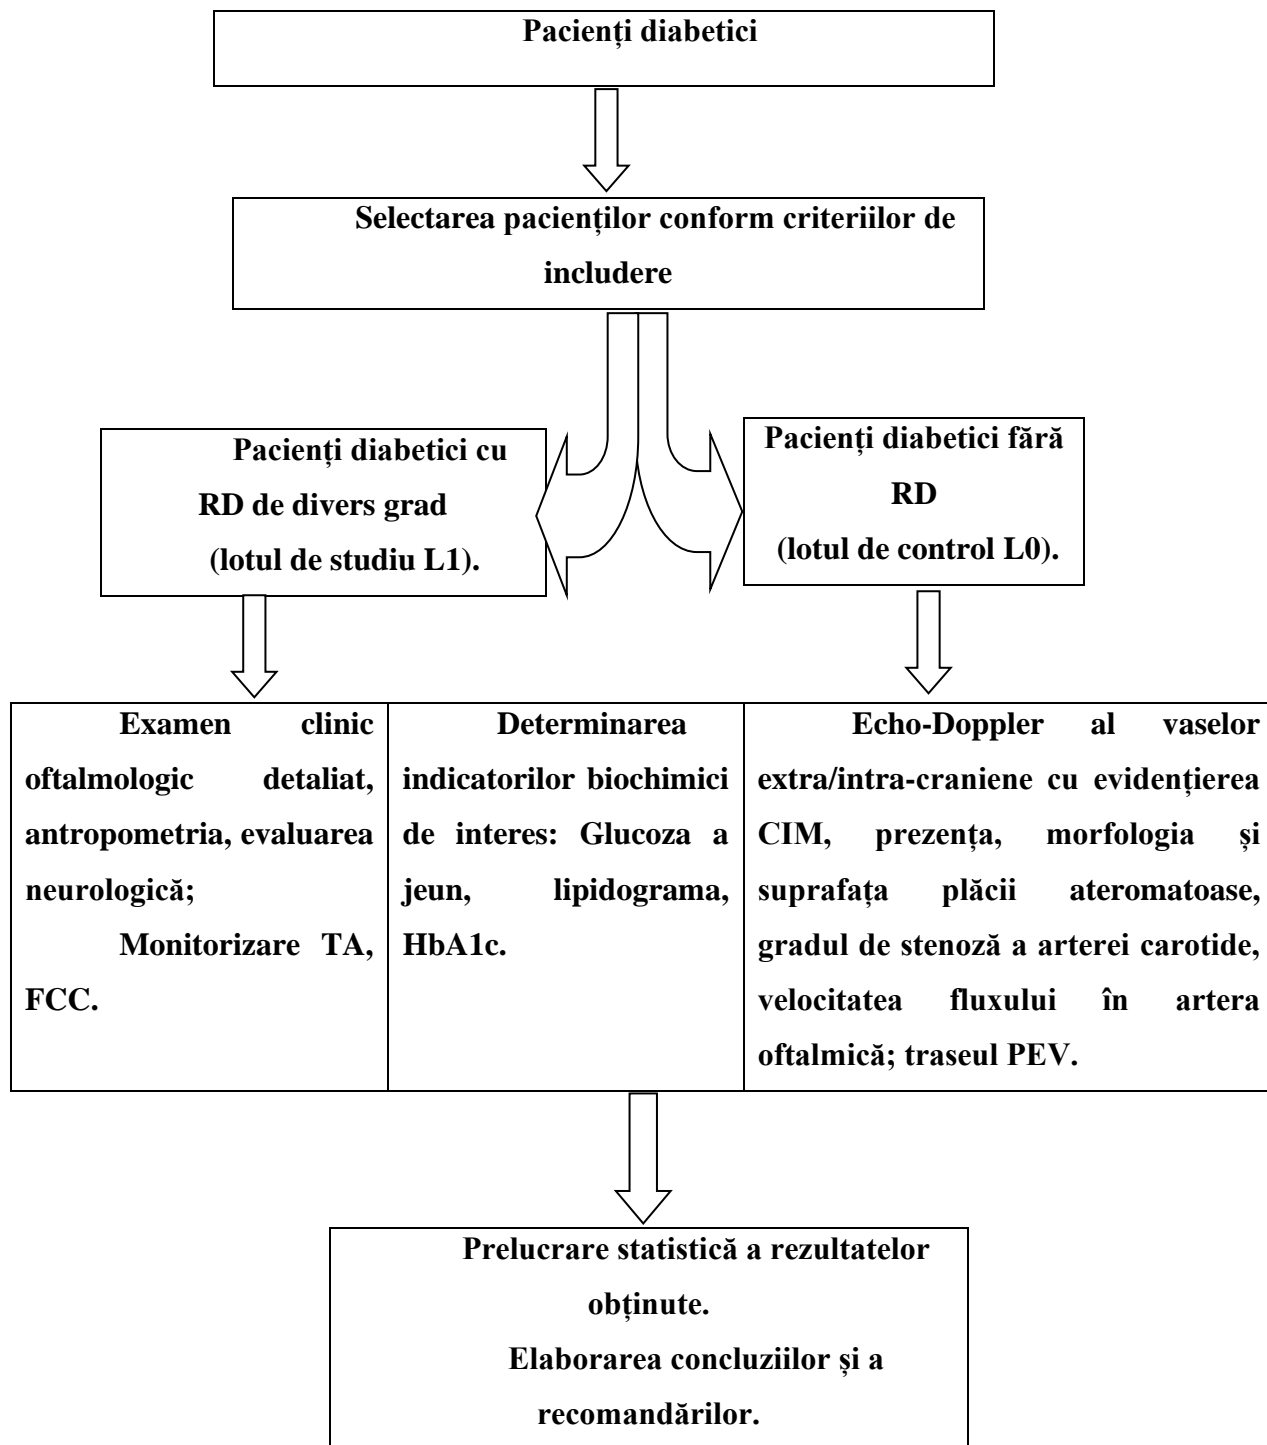 Pacienți diabetici
Selectarea pacienților conform criteriilor de
includere
Pacienți diabetici cu
RD de divers grad
(lotul de studiu L1).
Pacienți diabetici fără
RD
(lotul de control L0).
Examen clinic
oftalmologic detaliat,
antropometria, evaluarea
neurologică;
Monitorizare TA,
FCC.
Determinarea
indicatorilor biochimici
de interes: Glucoza a
jeun, lipidograma,
HbA1c.
Echo-Doppler al vaselor
extra/intra-craniene cu evidențierea
CIM, prezența, morfologia și
suprafața plăcii ateromatoase,
gradul de stenoză a arterei carotide,
velocitatea fluxului în artera
oftalmică; traseul PEV.
Prelucrare statistică a rezultatelor
obținute.
Elaborarea concluziilor și a
recomandărilor.